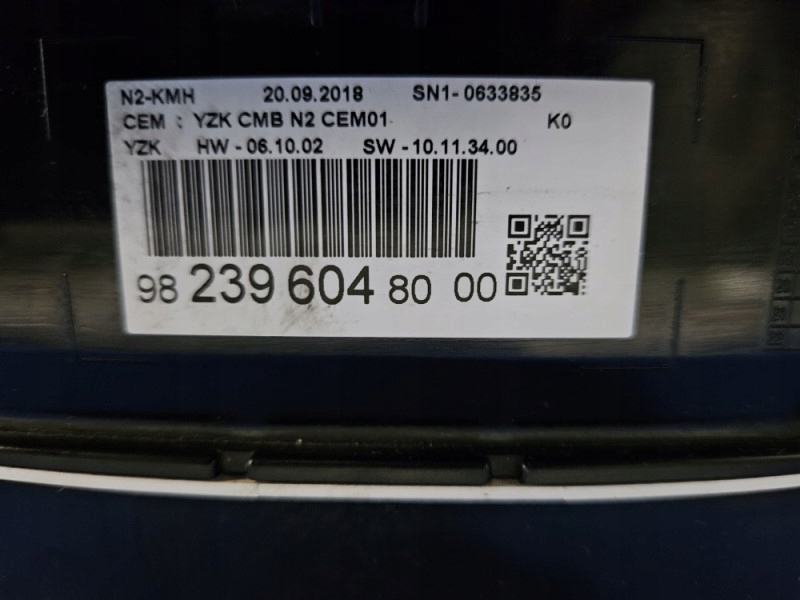 N2-KMH 20.09.2018 SN1- 0633835
CEM : YZK CMB N2 CEM01 K0
YZK HW - 06.10.02 SW - 10.11.34.00
98 239 604 80 00